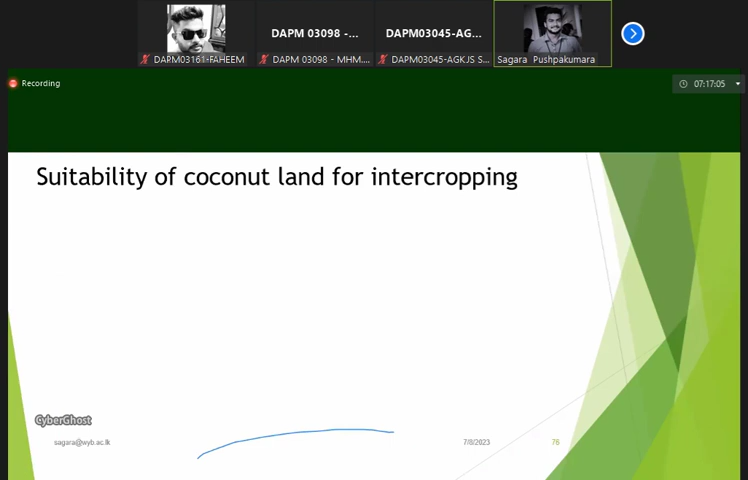 DAPM03161-FAHEEM
DAPM 03098 -...
DAPM 03098 - MHM....
DAPM03045-AG...
DAPM03045-AGKJS S...
Sagara Pushpakumara
Recording
07:17:05
Suitability of coconut land for intercropping
CyberGhost
sagara@wyb.ac.lk
7/8/2023
76